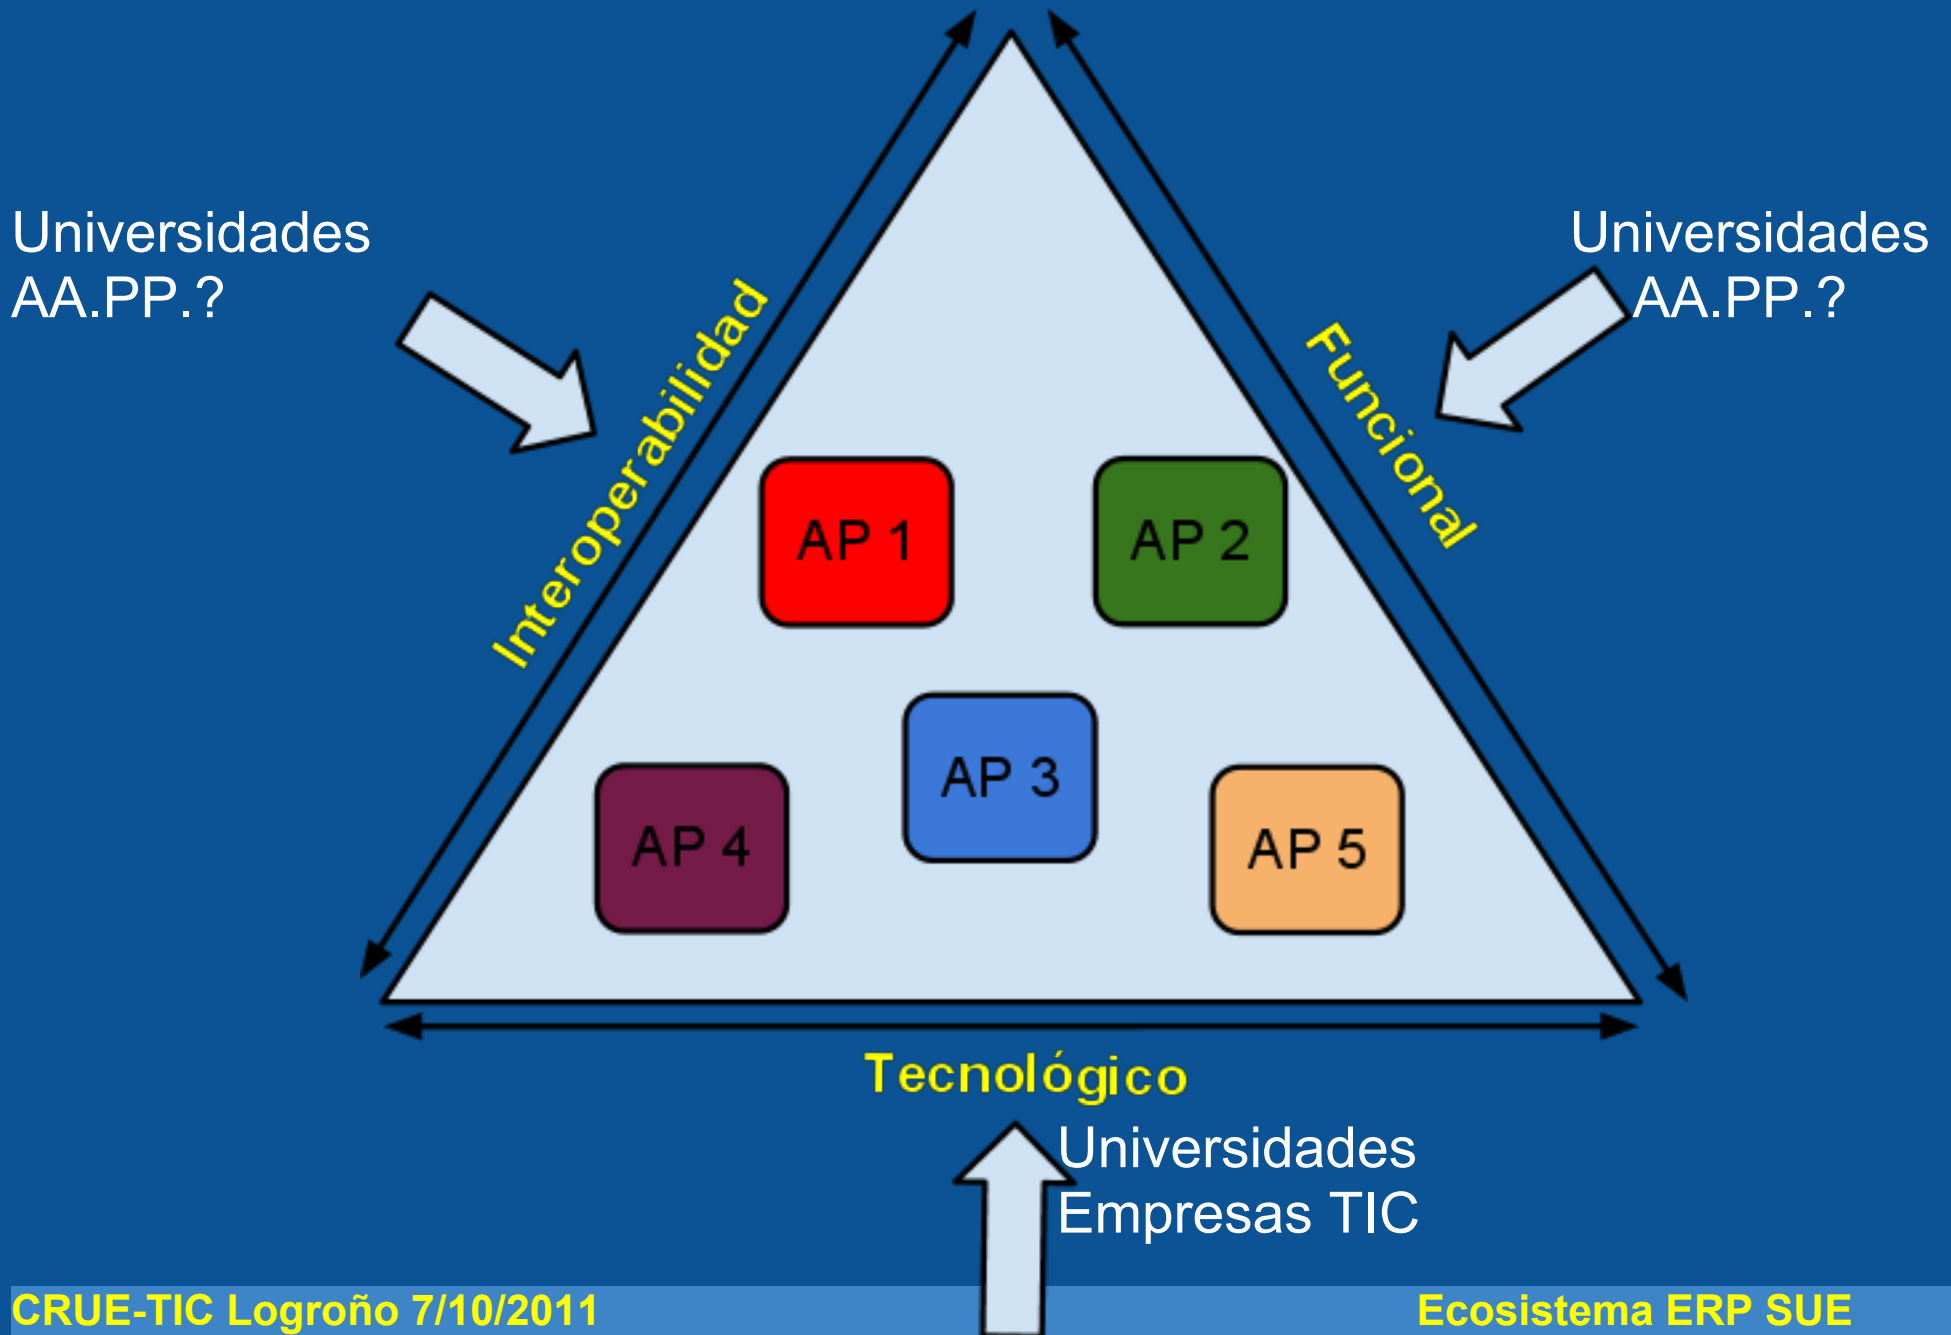 Universidades
AA.PP.?
Universidades
AA.PP.?
Interoperabilidad
Funcional
AP 1
AP 2
AP 3
AP 4
AP 5
Tecnológico
Universidades
Empresas TIC
CRUE-TIC Logroño 7/10/2011
Ecosistema ERP SUE